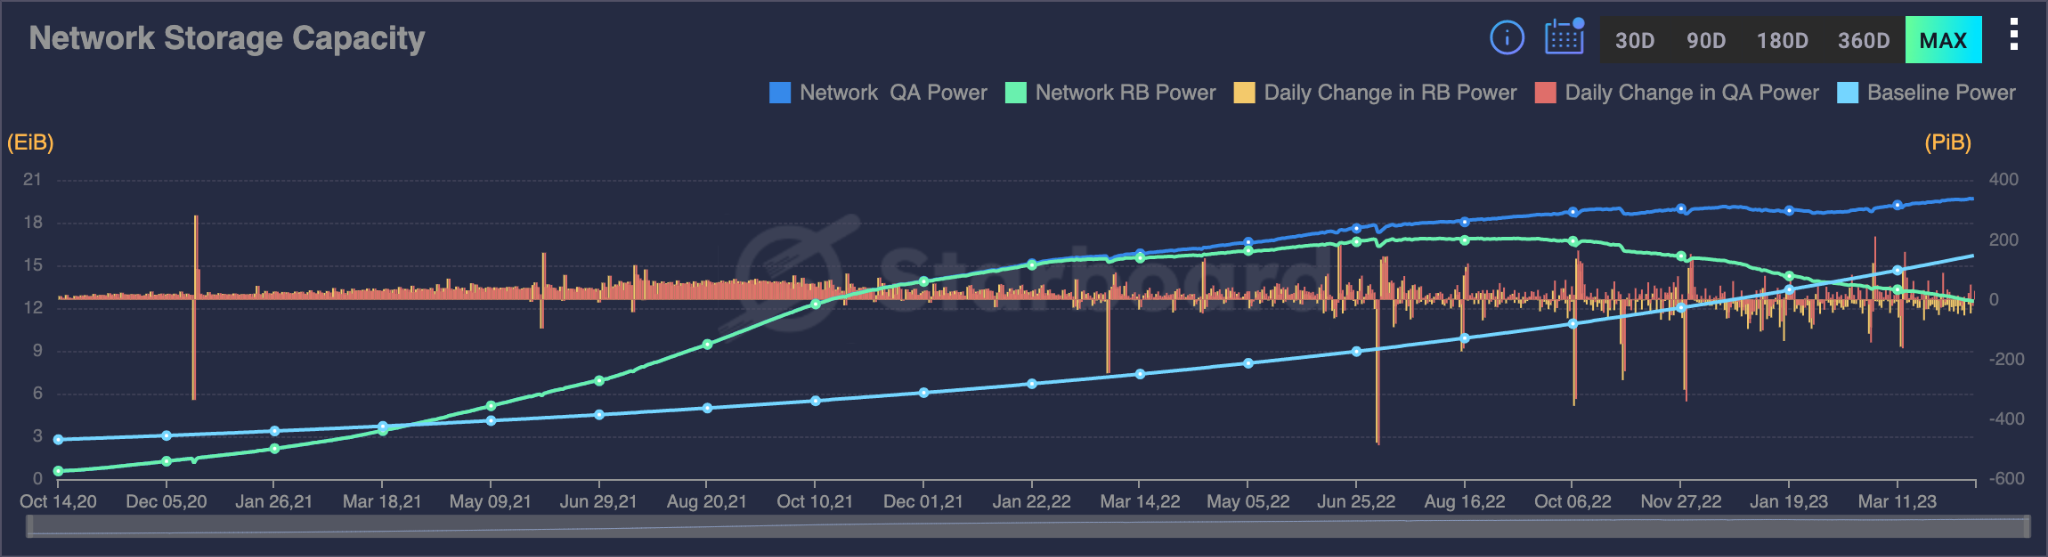 Network Storage Capacity
30D 90D 180D 360D MAX
Network QA Power Network RB Power Daily Change in RB Power Daily Change in QA Power Baseline Power
(EiB) (PiB)
21 400
18
200
15
12 0
9
-200
6
-400
3
0 -600
Starboard
Oct 14,20 Dec 05,20 Jan 26,21 Mar 18,21 May 09,21 Jun 29,21 Aug 20,21 Oct 10,21 Dec 01,21 Jan 22,22 Mar 14,22 May 05,22 Jun 25,22 Aug 16,22 Oct 06,22 Nov 27,22 Jan 19,23 Mar 11,23